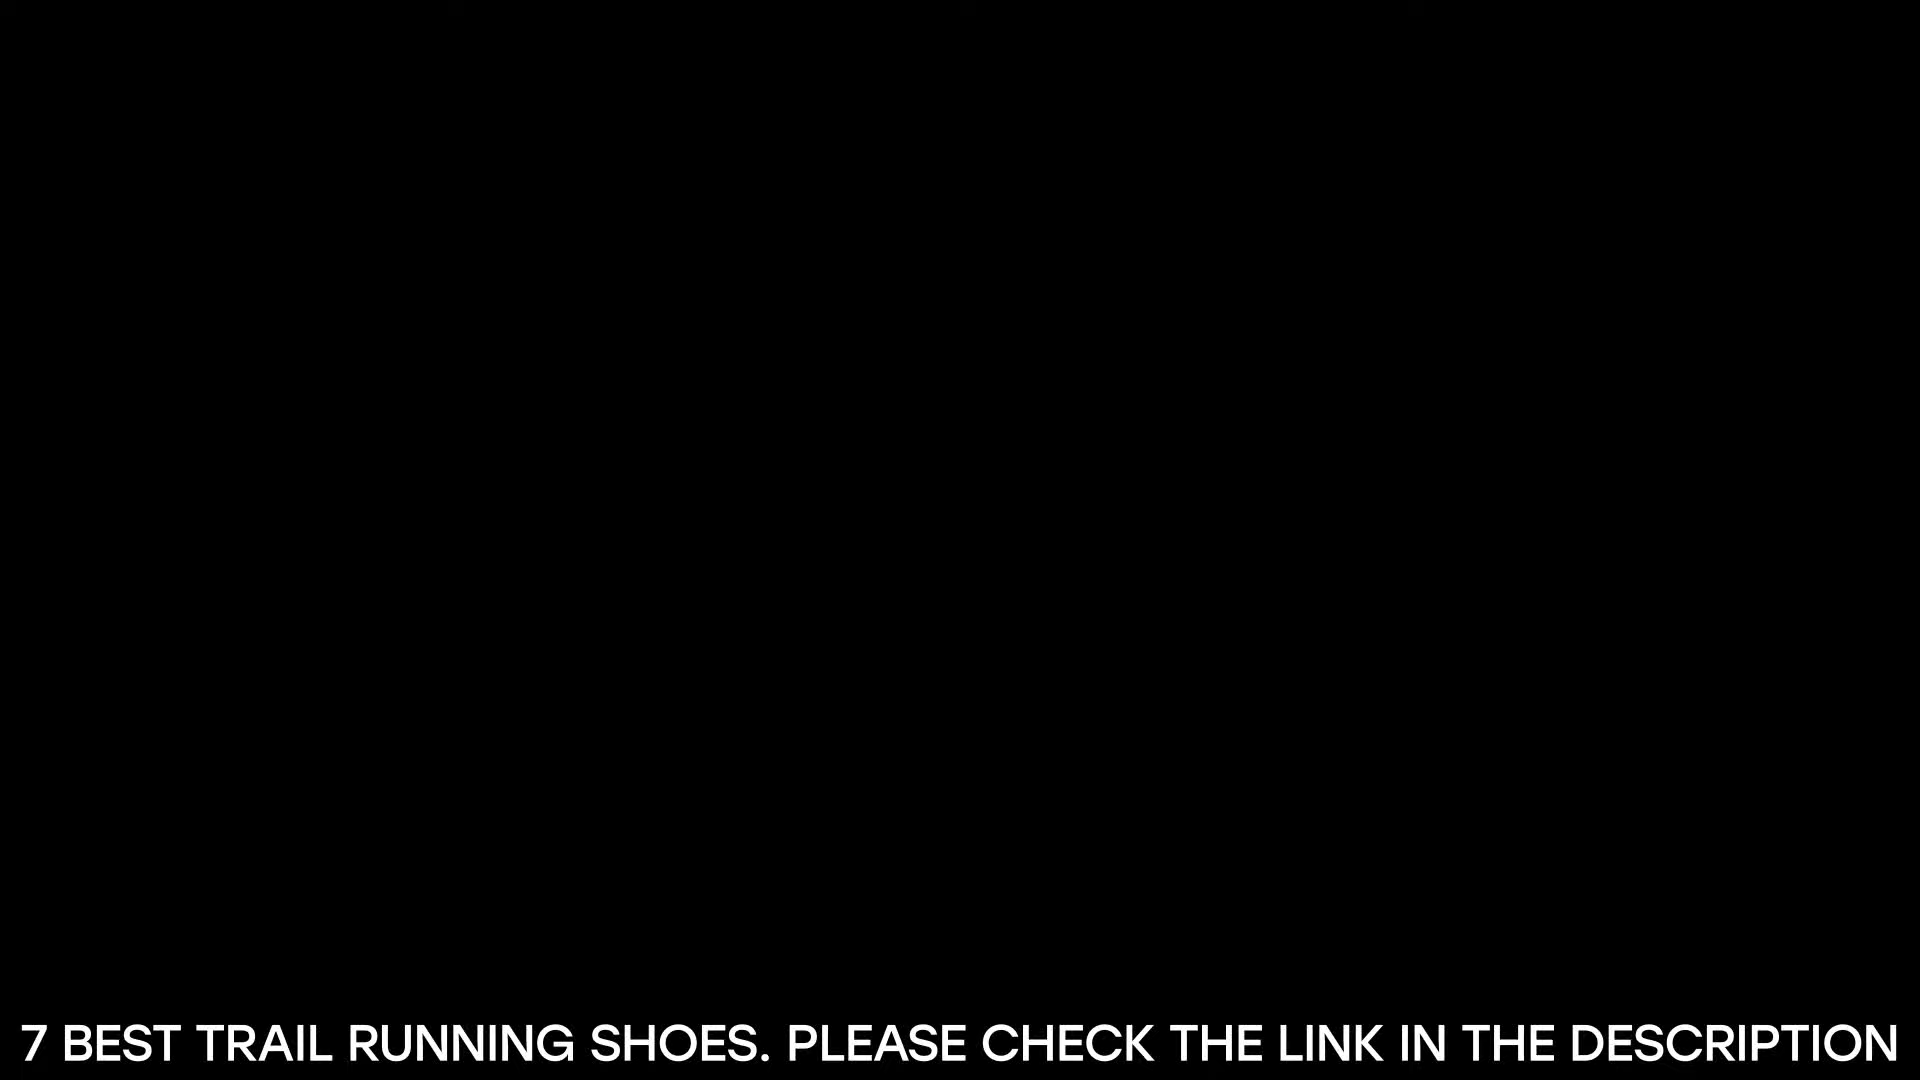 7 BEST TRAIL RUNNING SHOES. PLEASE CHECK THE LINK IN THE DESCRIPTION